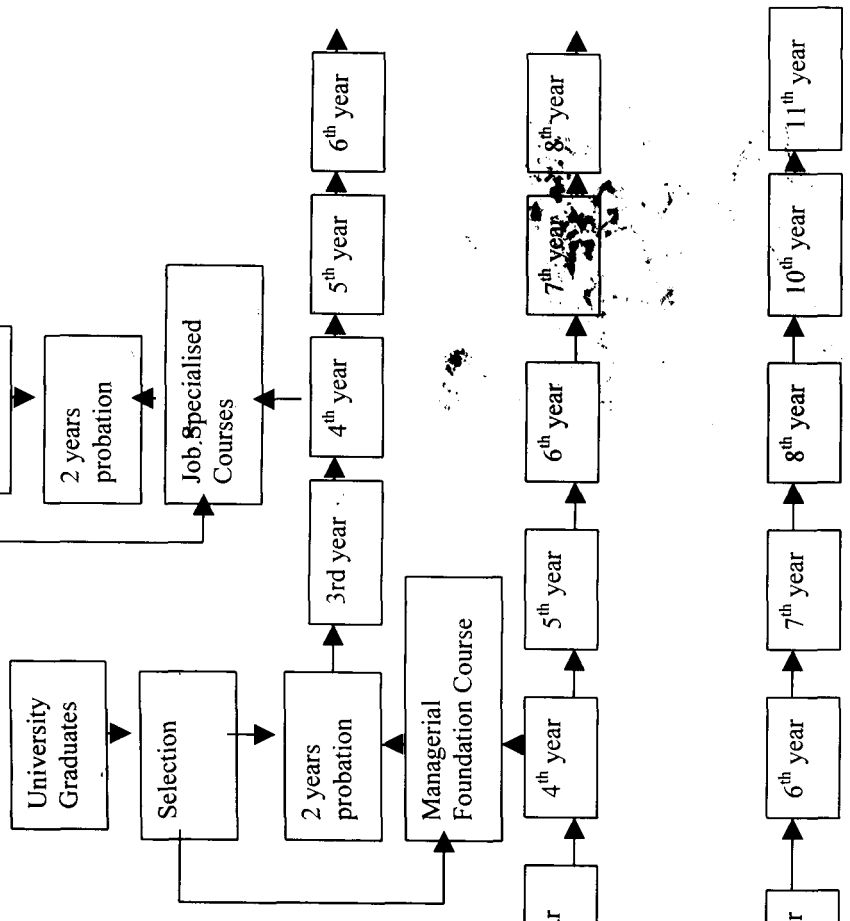 University
Graduates
2 years
probation
Selection
Job Specialised
Courses
2 years
probation
3rd year
4th year
5th year
6th year
Managerial
Foundation Course
4th year
5th year
6th year
7th year
8th year
6th year
7th year
8th year
10th year
11th year